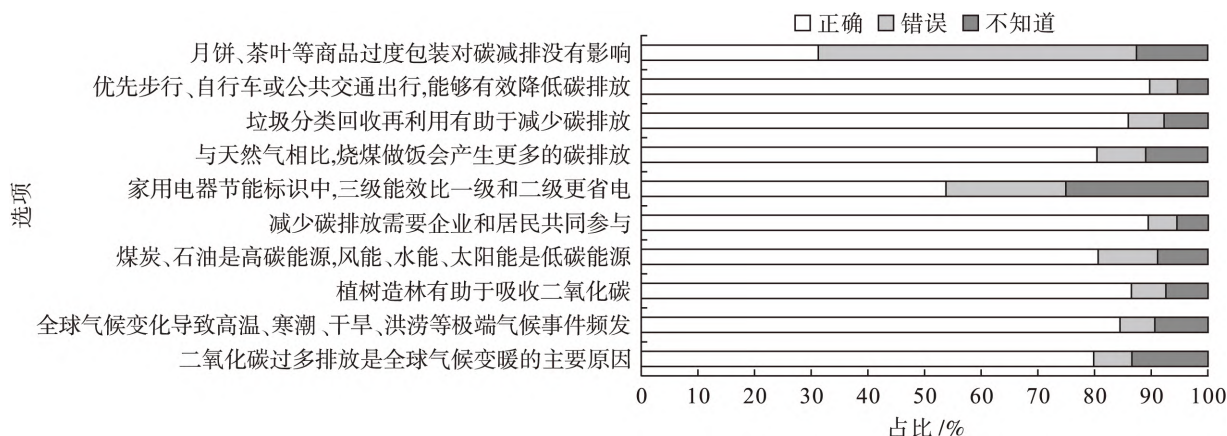 正确 错误 不知道
月饼、茶叶等商品过度包装对碳减排没有影响
优先步行、自行车或公共交通出行,能够有效降低碳排放
垃圾分类回收再利用有助于减少碳排放
与天然气相比,烧煤做饭会产生更多的碳排放
家用电器节能标识中,三级能效比一级和二级更省电
减少碳排放需要企业和居民共同参与
煤炭、石油是高碳能源,风能、水能、太阳能是低碳能源
植树造林有助于吸收二氧化碳
全球气候变化导致高温、寒潮、干旱、洪涝等极端气候事件频发
二氧化碳过多排放是全球气候变暖的主要原因
选项
0 10 20 30 40 50 60 70 80 90 100
占比/%